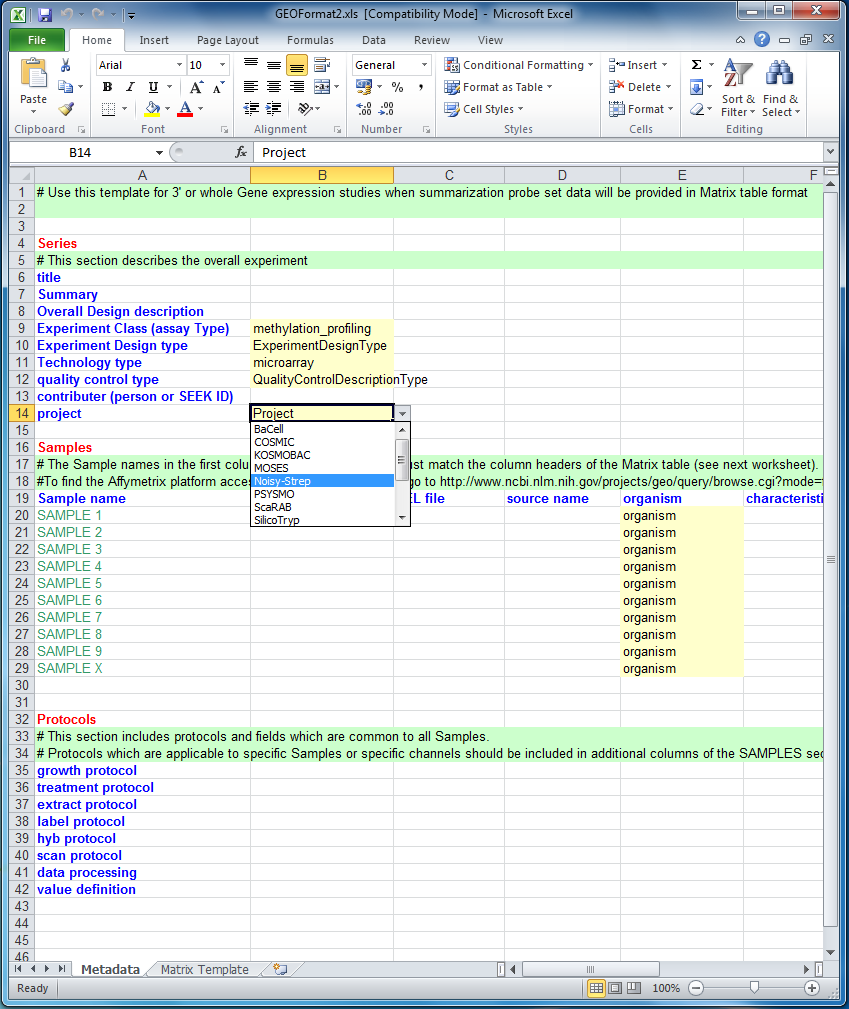 GEOFormat2.xls [Compatibility Mode] - Microsoft Excel
File Home Insert Page Layout Formulas Data Review View
Paste
Clipboard
Arial 10
B I U
Font
Alignment
General
% ,
Number
Conditional Formatting
Format as Table
Cell Styles
Styles
Insert
Delete
Format
Cells
Σ
Sort & Filter
Find & Select
Editing
B14 fx Project
A B C D E F
1 # Use this template for 3' or whole Gene expression studies when summarization probe set data will be provided in Matrix table format
2
3
4 Series
5 # This section describes the overall experiment
6 title
7 Summary
8 Overall Design description
9 Experiment Class (assay Type) methylation_profiling
10 Experiment Design type ExperimentDesignType
11 Technology type microarray
12 quality control type QualityControlDescriptionType
13 contributer (person or SEEK ID)
14 project Project
BaCell
COSMIC
KOSMOBAC
MOSES
Noisy-Strep
PSYSMO
ScaRAB
SilicoTryp
15
16 Samples
17 # The Sample names in the first colu ust match the column headers of the Matrix table (see next worksheet).
18 #To find the Affymetrix platform acces go to http://www.ncbi.nlm.nih.gov/projects/geo/query/browse.cgi?mode=
19 Sample name EL file source name organism characteristi
20 SAMPLE 1 organism
21 SAMPLE 2 organism
22 SAMPLE 3 organism
23 SAMPLE 4 organism
24 SAMPLE 5 organism
25 SAMPLE 6 organism
26 SAMPLE 7 organism
27 SAMPLE 8 organism
28 SAMPLE 9 organism
29 SAMPLE X organism
30
31
32 Protocols
33 # This section includes protocols and fields which are common to all Samples.
34 # Protocols which are applicable to specific Samples or specific channels should be included in additional columns of the SAMPLES sec
35 growth protocol
36 treatment protocol
37 extract protocol
38 label protocol
39 hyb protocol
40 scan protocol
41 data processing
42 value definition
43
44
45
46
Metadata Matrix Template
Ready 100%